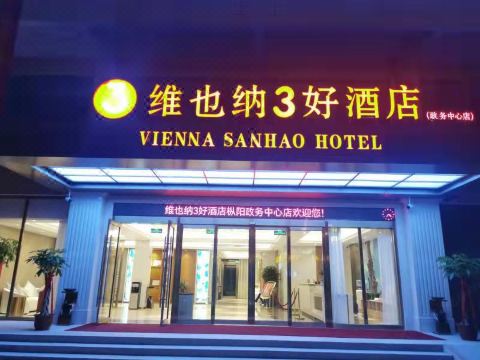 3 维也纳3好酒店 (政务中心店)
VIENNA SANHAO HOTEL
维也纳3好酒店枞阳政务中心店欢迎您!